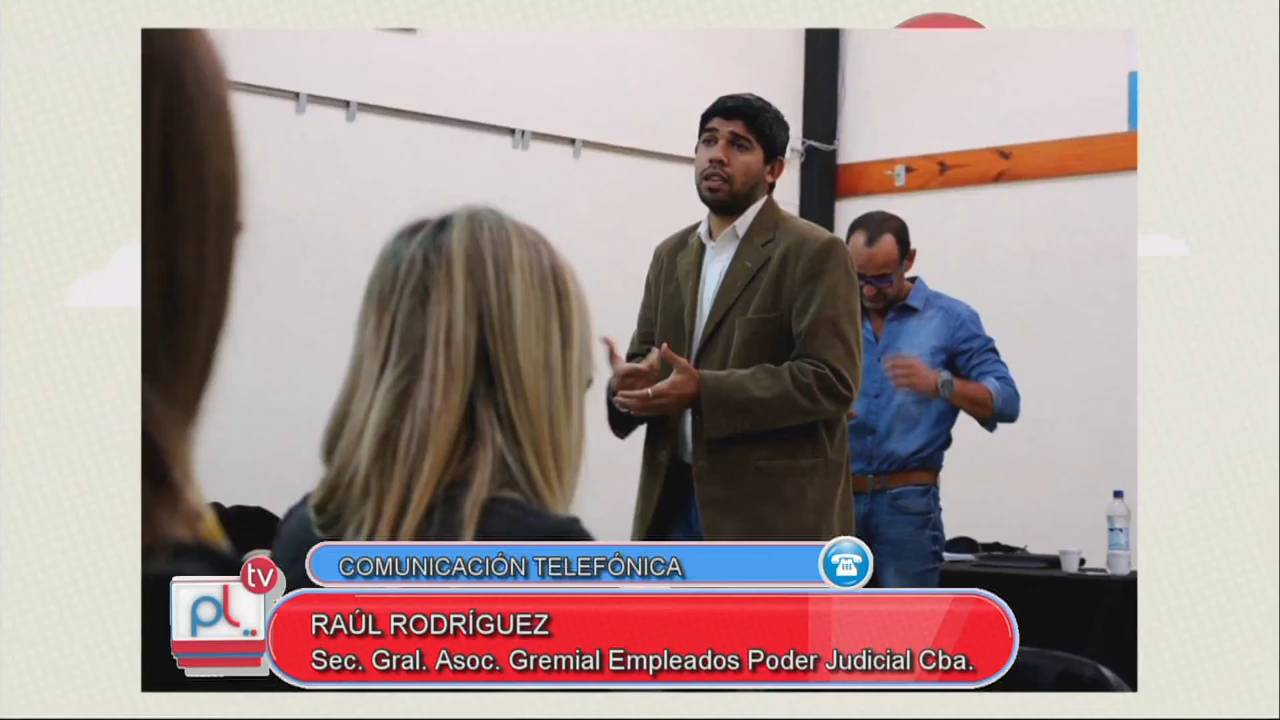 COMUNICACIÓN TELEFÓNICA
tv
pl..
RAÚL RODRÍGUEZ
Sec. Gral. Asoc. Gremial Empleados Poder Judicial Cba.